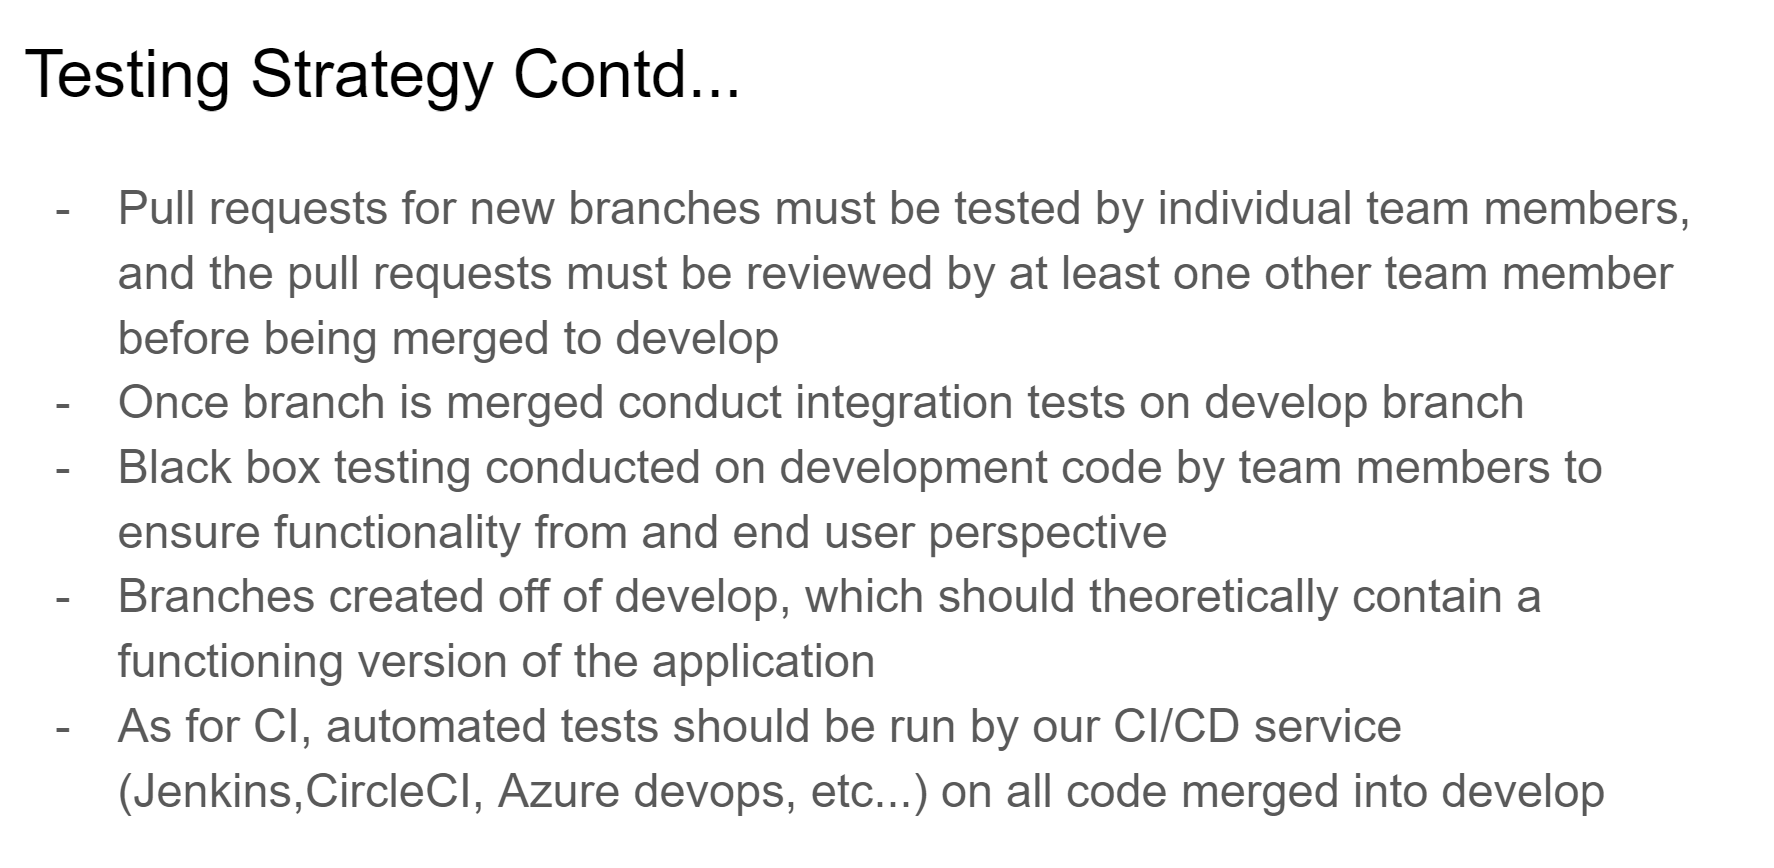 Testing Strategy Contd...
- Pull requests for new branches must be tested by individual team members,
and the pull requests must be reviewed by at least one other team member
before being merged to develop
- Once branch is merged conduct integration tests on develop branch
- Black box testing conducted on development code by team members to
ensure functionality from and end user perspective
- Branches created off of develop, which should theoretically contain a
functioning version of the application
- As for CI, automated tests should be run by our CI/CD service
(Jenkins,CircleCI, Azure devops, etc...) on all code merged into develop